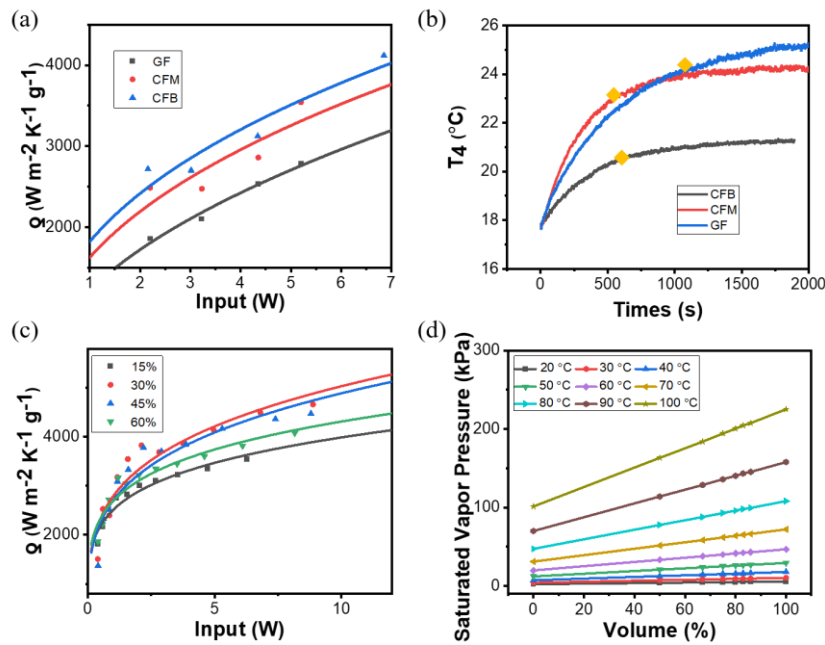 (a)
GF
CFM
CFB
4000
3000
2000
ϱ (W m-2 K-1 g-1)
1 2 3 4 5 6 7
Input (W)
(b)
26
24
22
20
18
16
T4 (°C)
CFB
CFM
GF
0 500 1000 1500 2000
Times (s)
(c)
15%
30%
45%
60%
4000
2000
ϱ (W m-2 K-1 g-1)
0 5 10
Input (W)
(d)
300
200
100
0
Saturated Vapor Pressure (kPa)
20 °C 30 °C 40 °C
50 °C 60 °C 70 °C
80 °C 90 °C 100 °C
0 20 40 60 80 100
Volume (%)